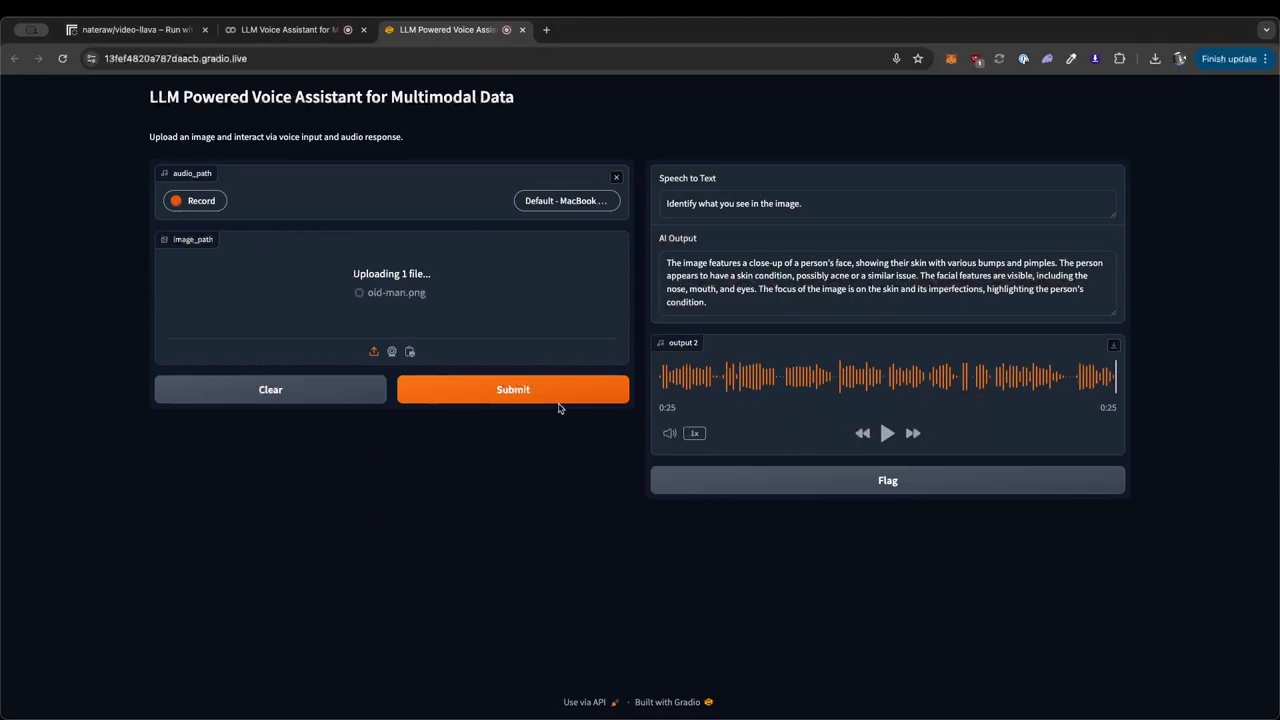 nateraw/video-llava – Run wi
LLM Voice Assistant for M
LLM Powered Voice Assis
13fef4820a787daacb.gradio.live
1
Finish update
LLM Powered Voice Assistant for Multimodal Data
Upload an image and interact via voice input and audio response.
audio_path
Record
Default - MacBook ...
image_path
Uploading 1 file...
old-man.png
Clear
Submit
Speech to Text
Identify what you see in the image.
AI Output
The image features a close-up of a person's face, showing their skin with various bumps and pimples. The person
appears to have a skin condition, possibly acne or a similar issue. The facial features are visible, including the
nose, mouth, and eyes. The focus of the image is on the skin and its imperfections, highlighting the person's
condition.
output 2
0:25
0:25
1x
Flag
Use via API
·
Built with Gradio